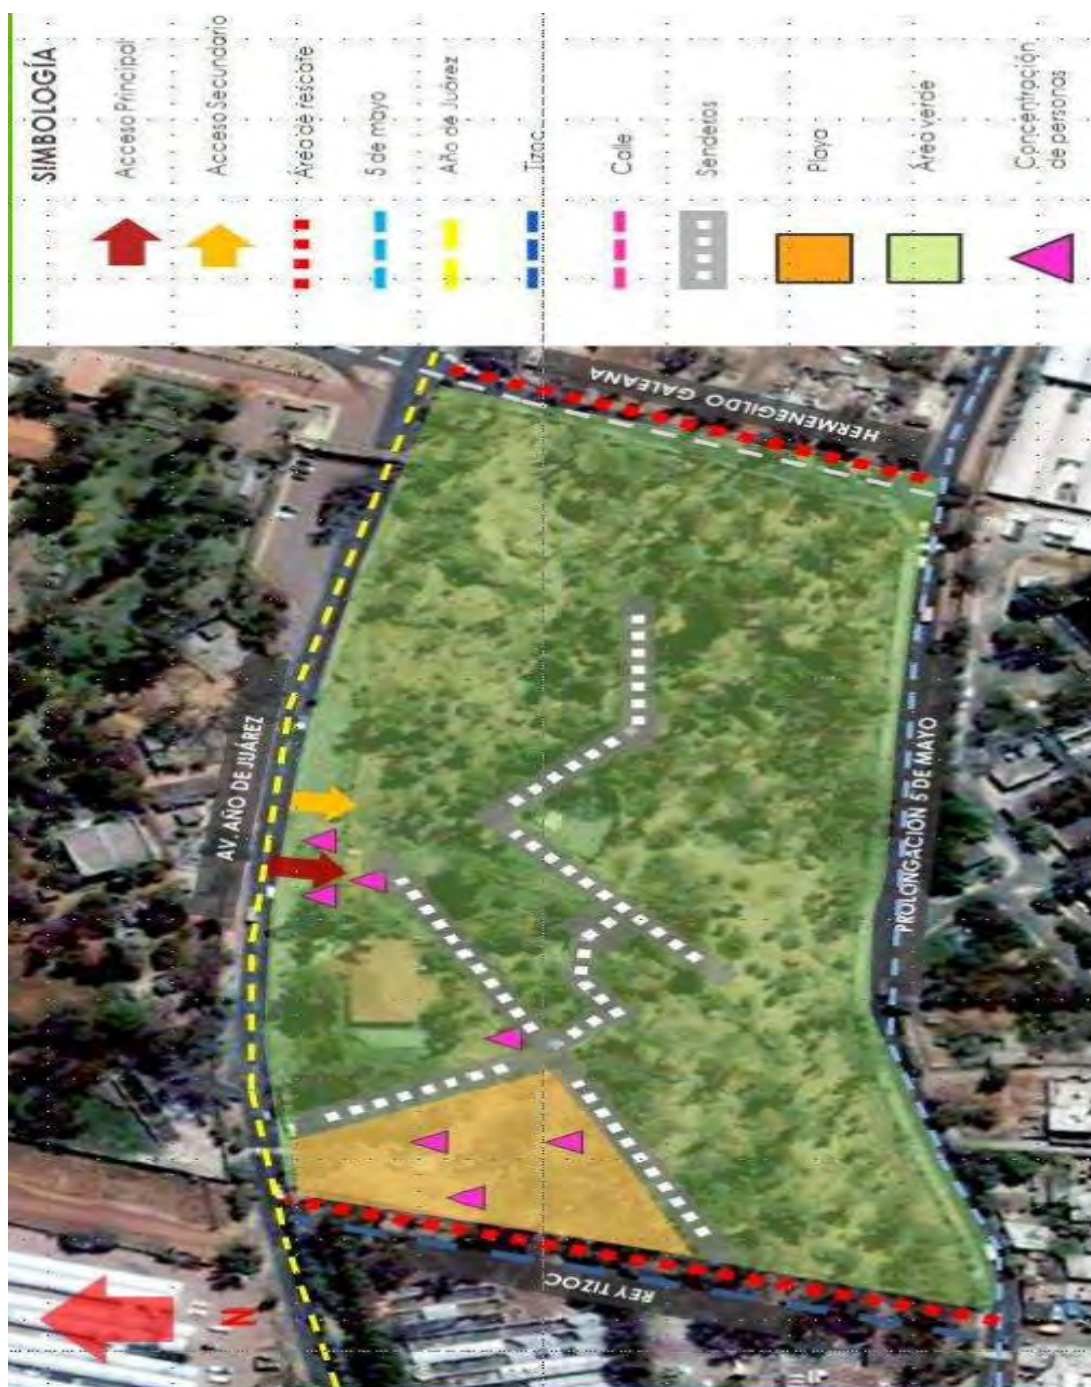 SIMBOLOGÍA
Acceso Principal
Acceso Secundario
Área de rescate
5 de mayo
Año de Juárez
Tizoc
Calle
Senderos
Playa
Área verde
Concentración
de personas
HERMENEGILDO GALEANA
AV. AÑO DE JUÁREZ
PROLONGACIÓN 5 DE MAYO
REY TIZOC
N